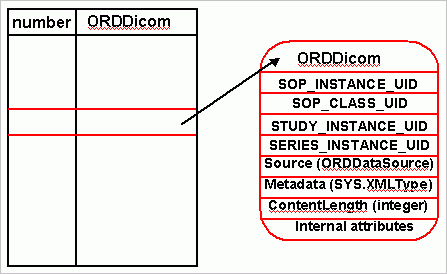 number ORDDicom
ORDDicom
SOP_INSTANCE_UID
SOP_CLASS_UID
STUDY_INSTANCE_UID
SERIES_INSTANCE_UID
Source (ORDDataSource)
Metadata (SYS.XMLType)
ContentLength (integer)
Internal attributes